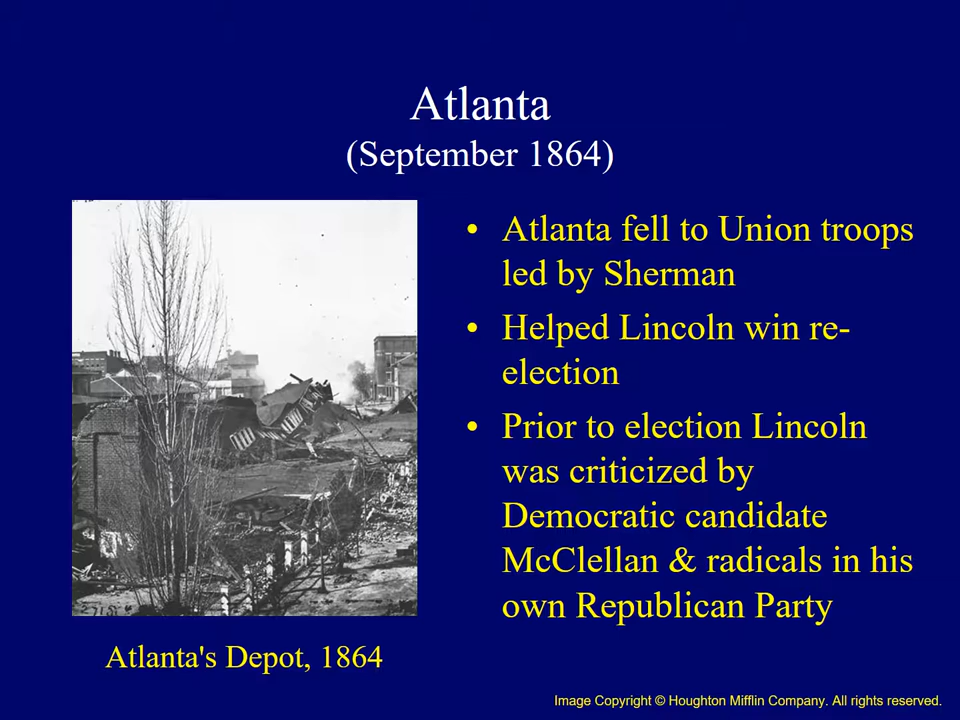 Atlanta
(September 1864)
• Atlanta fell to Union troops
led by Sherman
• Helped Lincoln win re-
election
• Prior to election Lincoln
was criticized by
Democratic candidate
McClellan & radicals in his
own Republican Party
Atlanta's Depot, 1864
Image Copyright © Houghton Mifflin Company. All rights reserved.